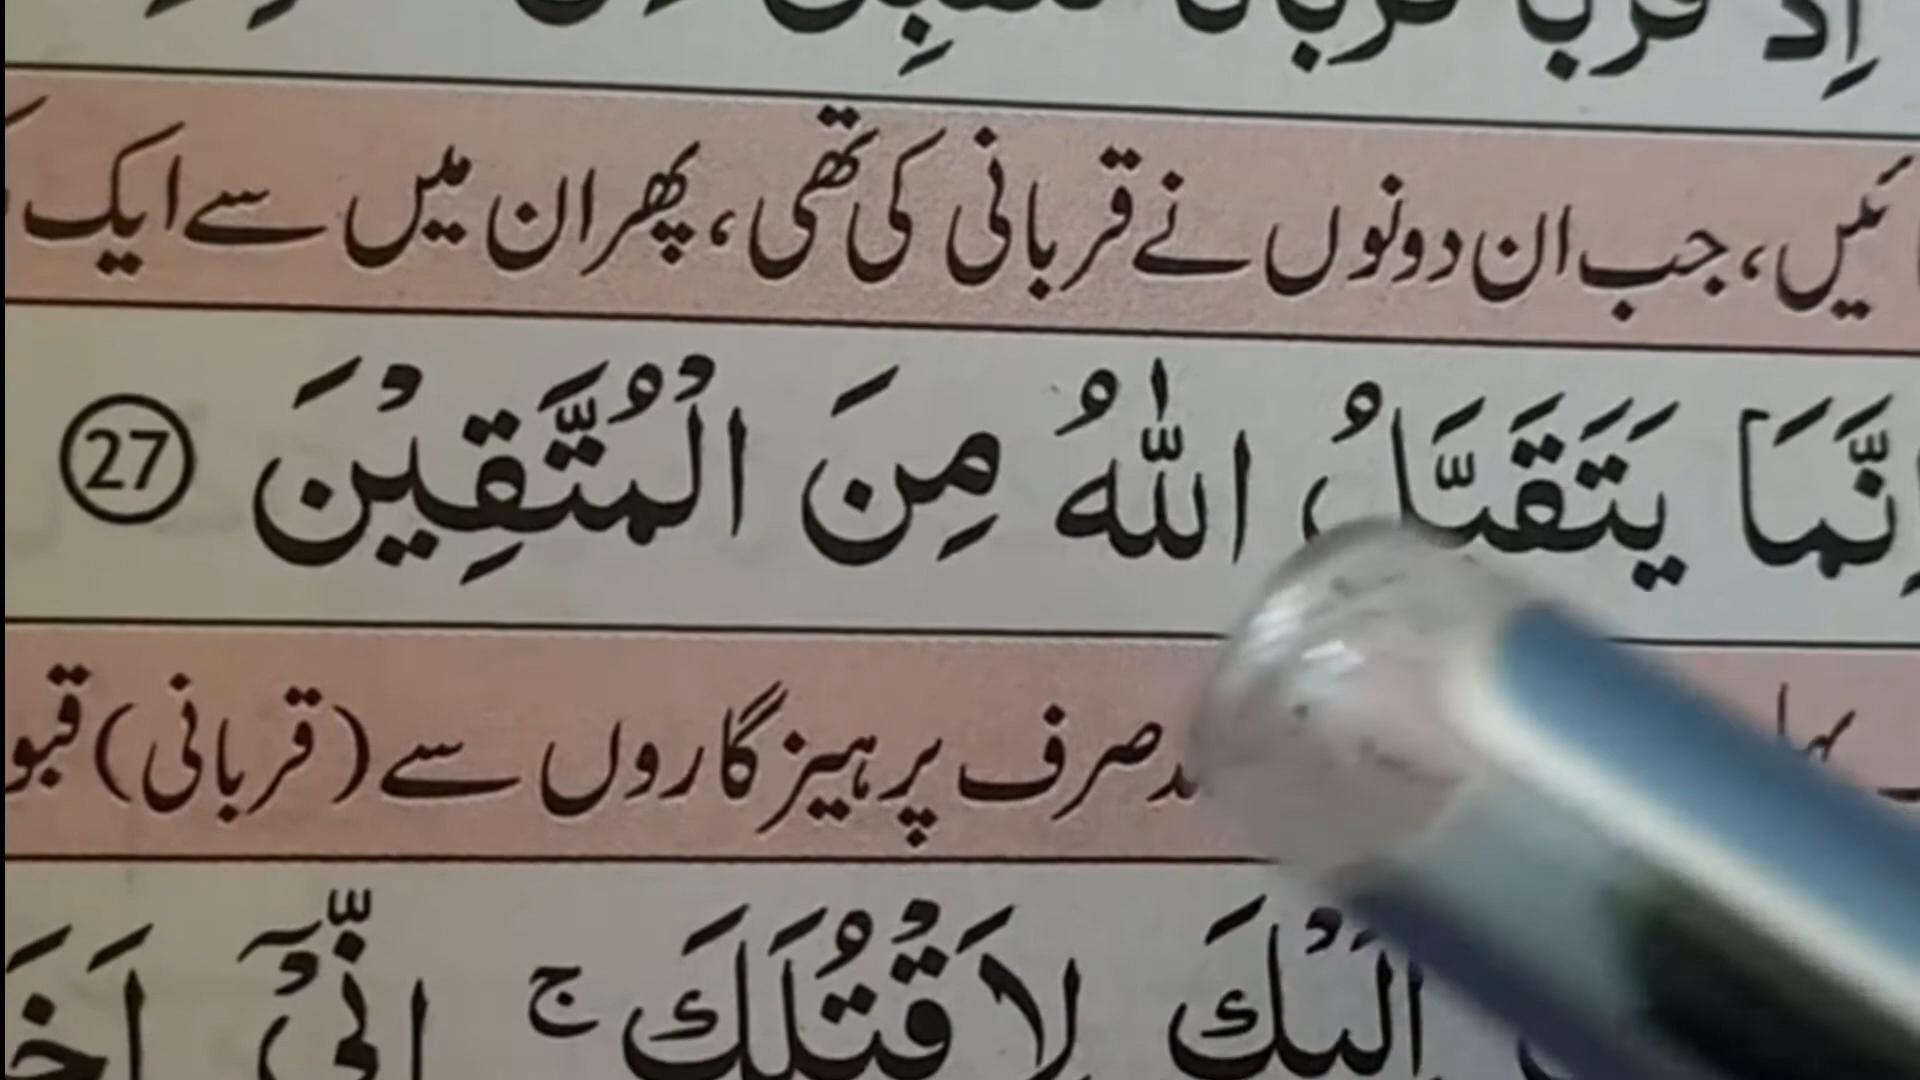 اِذْ قَرَّبَا قُرْبَانًا
ئیں، جب ان دونوں نے قربانی کی تھی، پھر ان میں سے ایک
اِنَّمَا يَتَقَبَّلُ اللّٰهُ مِنَ الْمُتَّقِيْنَ 27
صرف پرہیزگاروں سے (قربانی) قبو
اِلَيْكَ لِاَقْتُلَكَ ج اِنِّیْٓ اَخَ